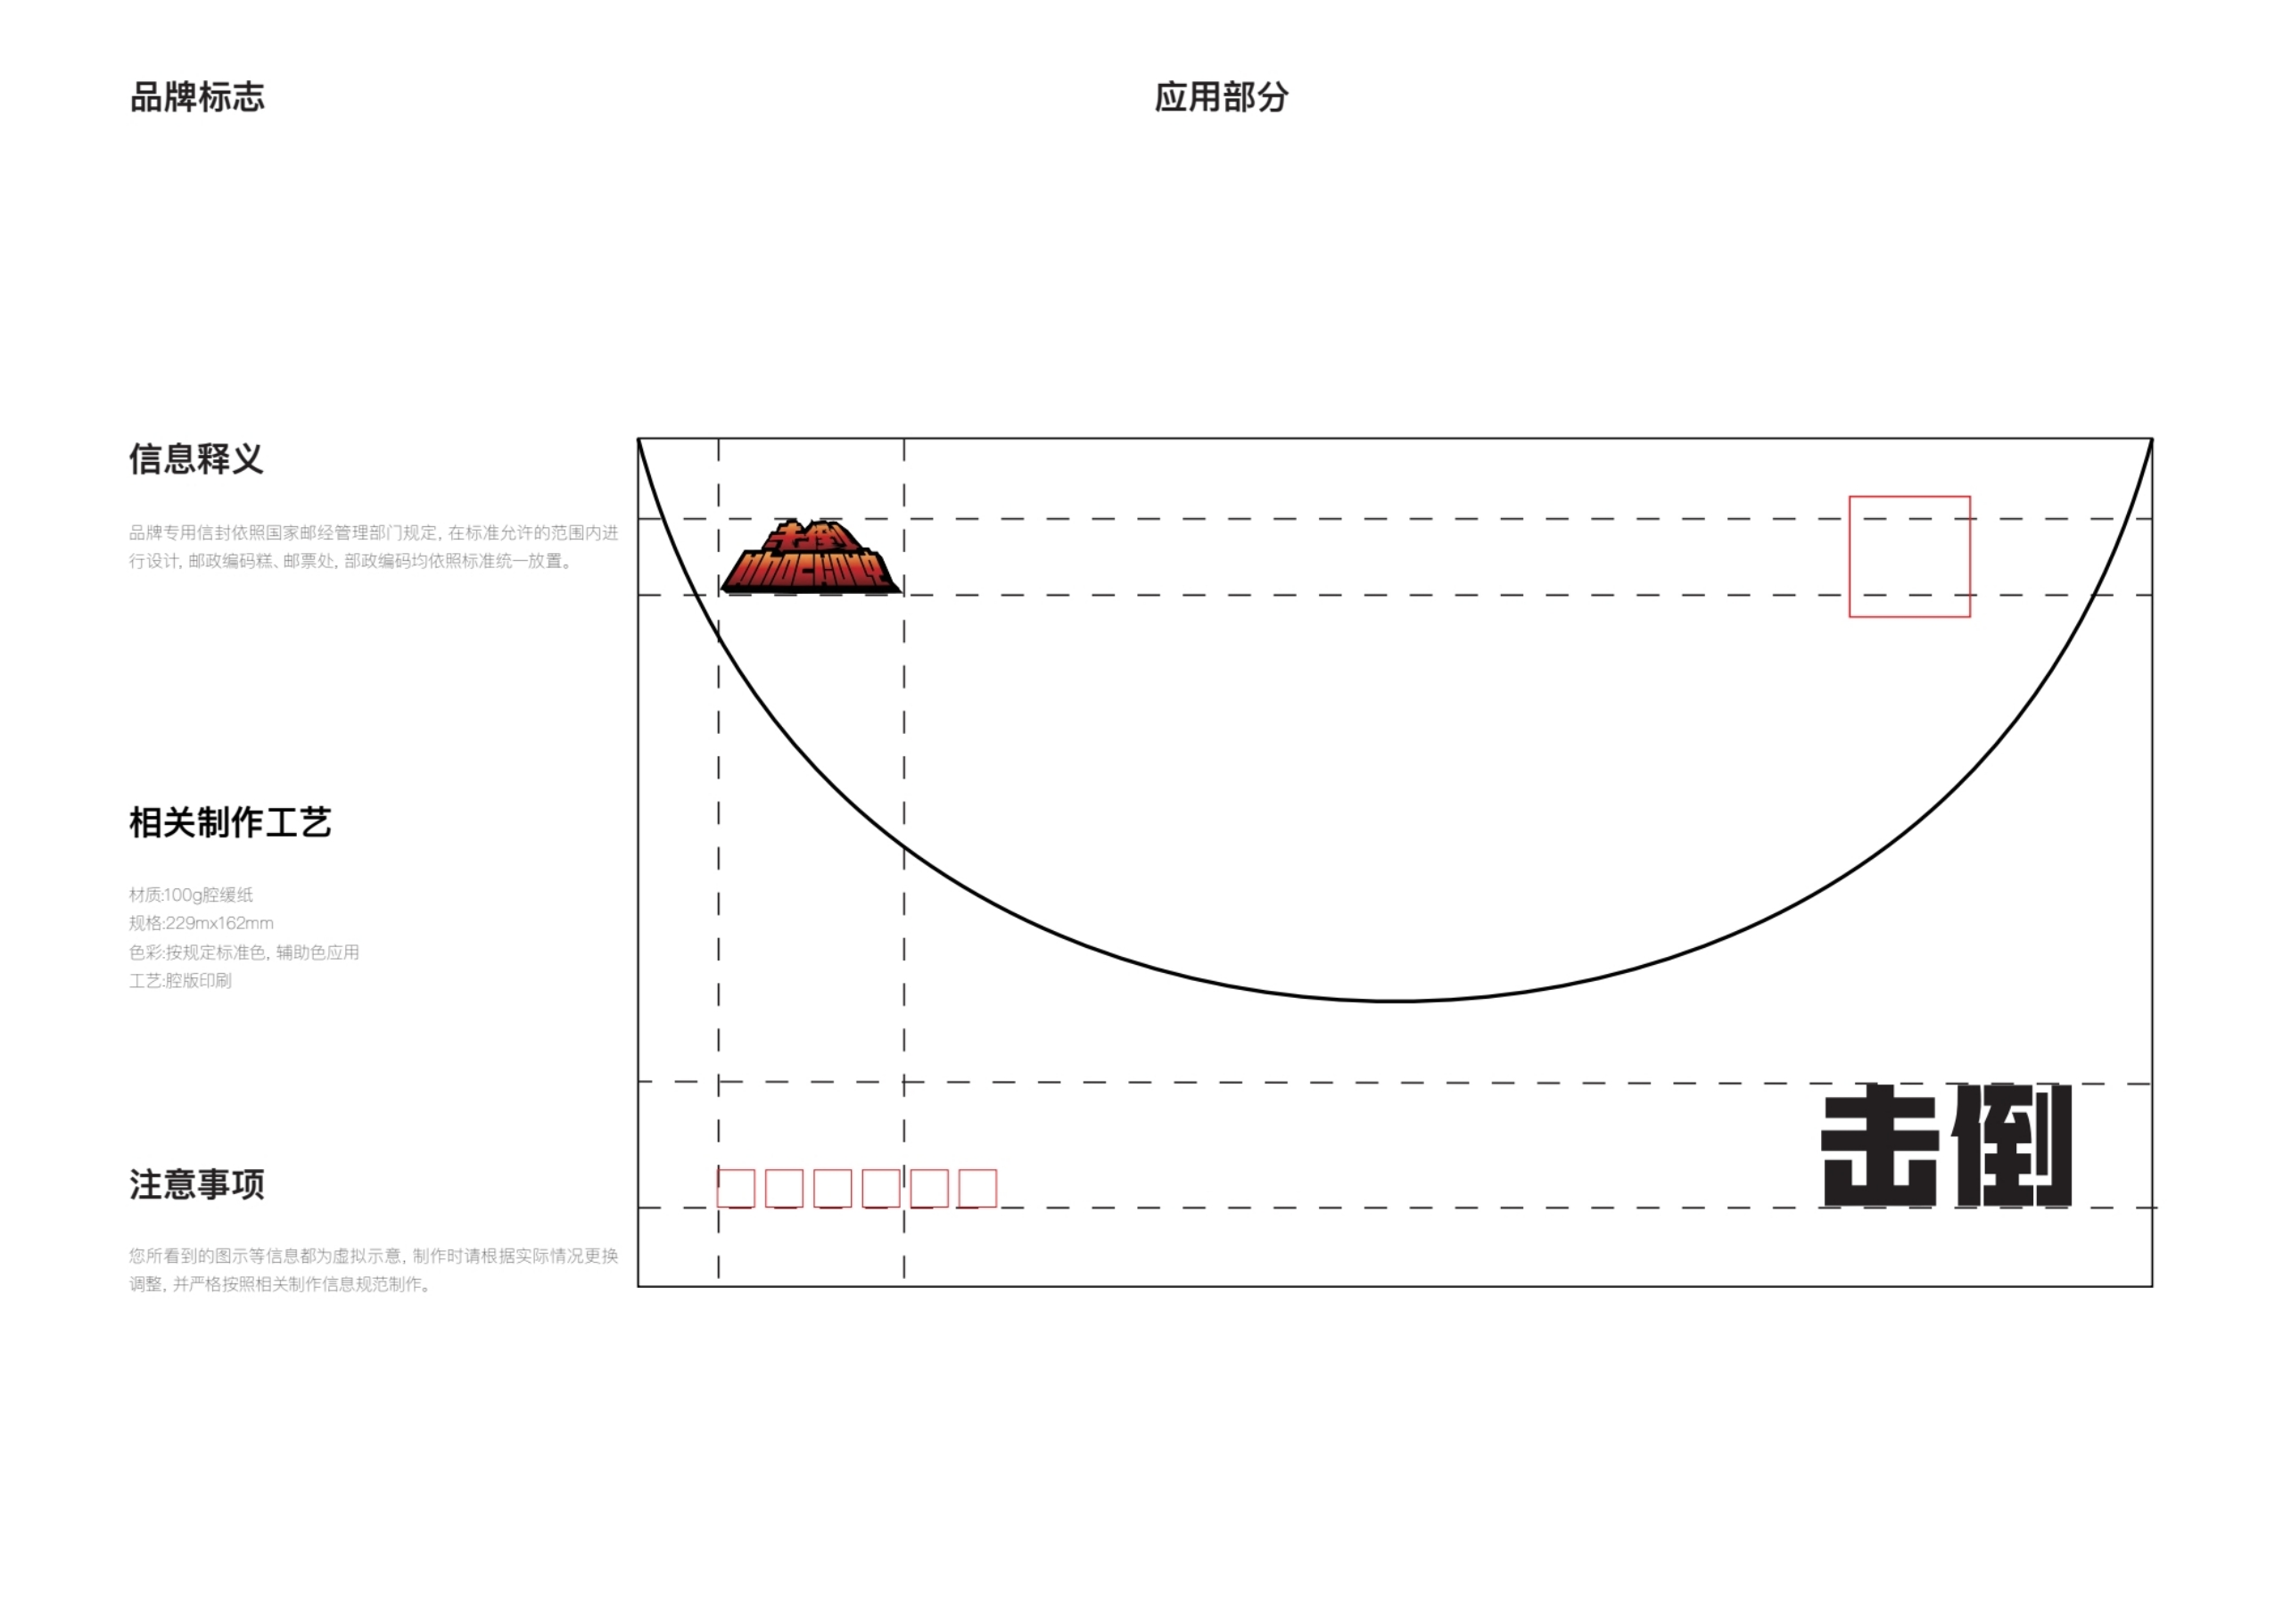 品牌标志
应用部分
信息释义
品牌专用信封依照国家邮经管理部门规定, 在标准允许的范围内进
行设计, 邮政编码糕、邮票处, 部政编码均依照标准统一放置。
击倒
KNOCKOUT
相关制作工艺
材质:100g腔缓纸
规格:229mx162mm
色彩:按规定标准色, 辅助色应用
工艺:腔版印刷
击倒
注意事项
您所看到的图示等信息都为虚拟示意, 制作时请根据实际情况更换
调整, 并严格按照相关制作信息规范制作。